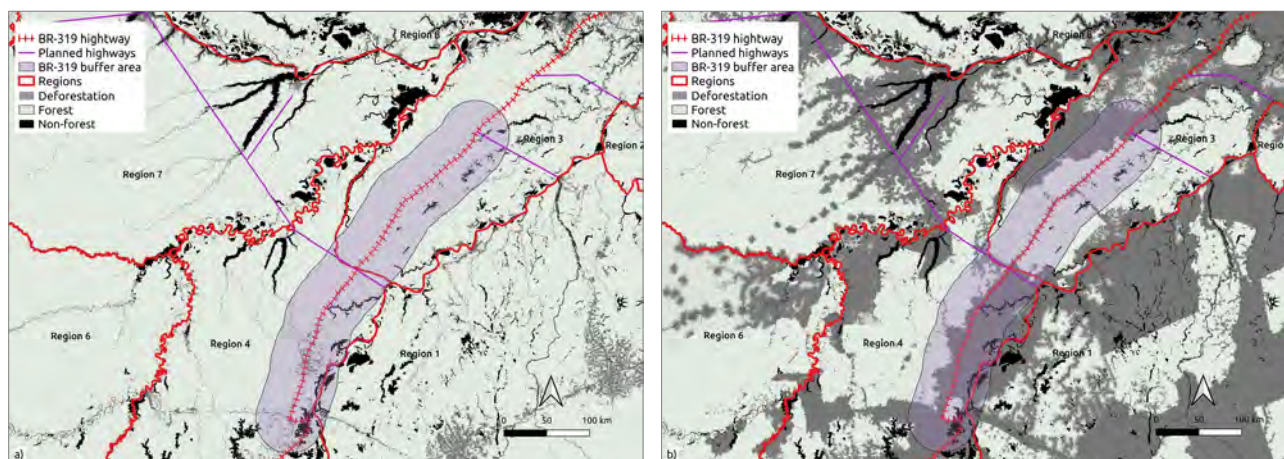 BR-319 hightway
Planned highways
BR-319 buffer area
Regions
Deforestation
Forest
Non-forest
Region 3
Region 2
Region 7
Region 6
Region 4
Region 1
0 50 100 km
a)
BR-319 hightway
Planned highways
BR-319 buffer area
Regions
Deforestation
Forest
Non-forest
Region 3
Region
Region 7
Region 6
Region 4
Region 1
0 50 100 km
b)